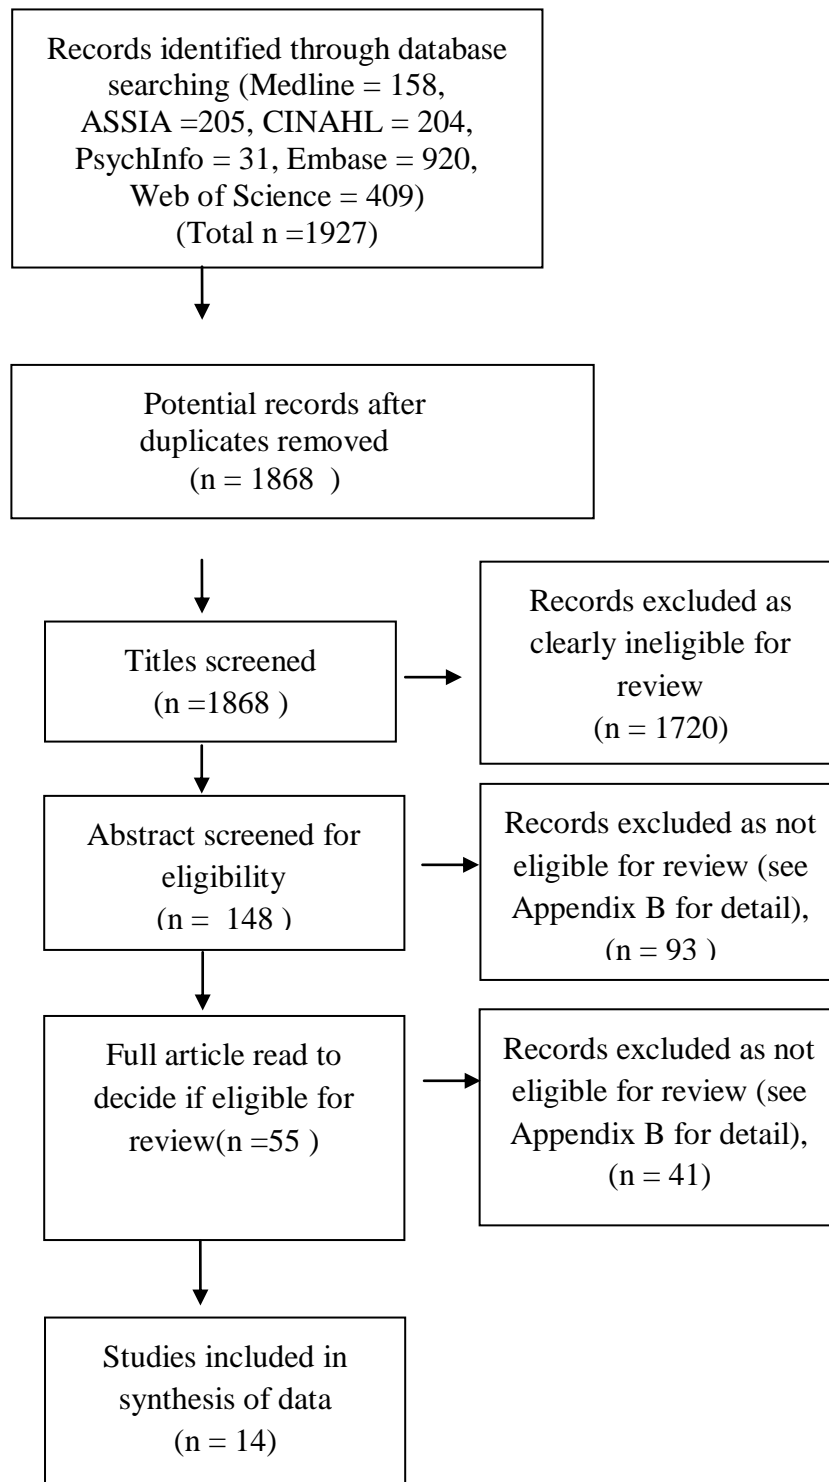 Records identified through database
searching (Medline = 158,
ASSIA =205, CINAHL = 204,
PsychInfo = 31, Embase = 920,
Web of Science = 409)
(Total n =1927)
Potential records after
duplicates removed
(n = 1868 )
Titles screened
(n =1868 )
Records excluded as
clearly ineligible for
review
(n = 1720)
Abstract screened for
eligibility
(n = 148 )
Records excluded as not
eligible for review (see
Appendix B for detail),
(n = 93 )
Full article read to
decide if eligible for
review(n =55 )
Records excluded as not
eligible for review (see
Appendix B for detail),
(n = 41)
Studies included in
synthesis of data
(n = 14)